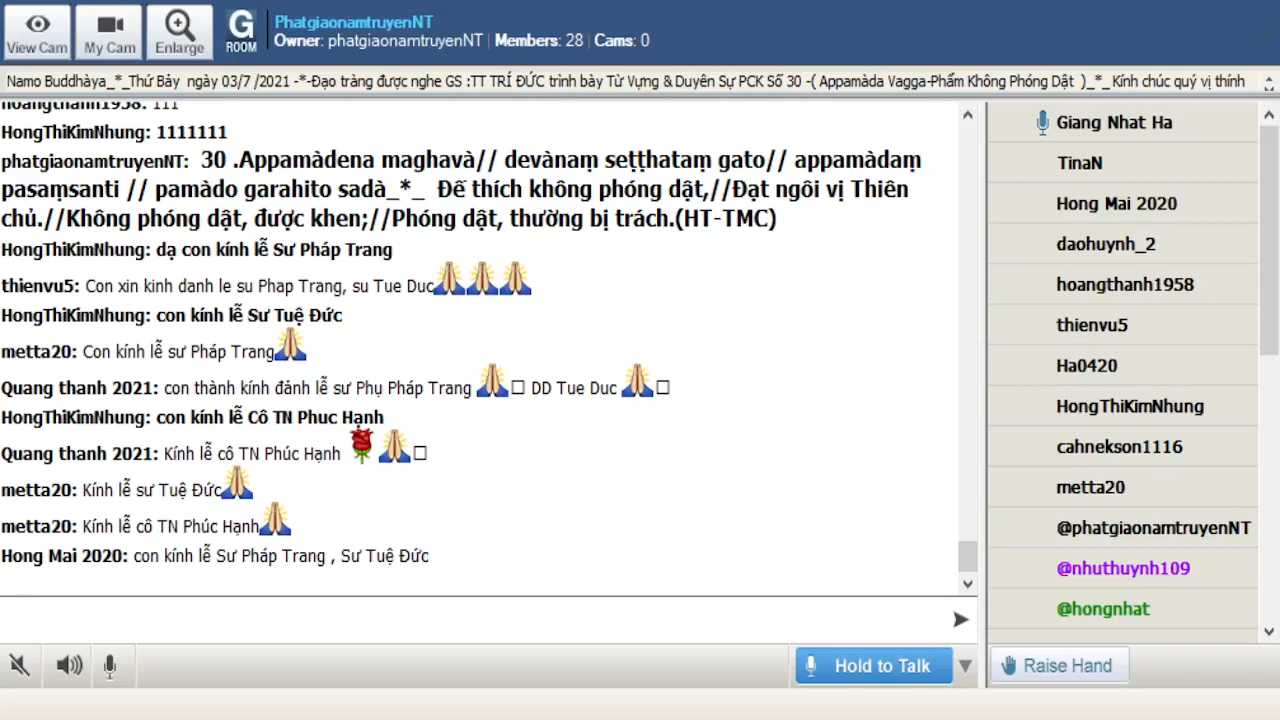 View Cam
My Cam
Enlarge
G
ROOM
PhatgiaonamtruyenNT
Owner: phatgiaonamtruyenNT | Members: 28 | Cams: 0
Namo Buddhàya_*_Thứ Bảy ngày 03/7 /2021 -*-Đạo tràng được nghe GS :TT TRÍ ĐỨC trình bày Từ Vựng & Duyên Sự PCK Số 30 -( Appamàda Vagga-Phẩm Không Phóng Dật )_*_ Kính chúc quý vị thính
hoangthanh1958: 111
HongThiKimNhung: 1111111
phatgiaonamtruyenNT: 30 .Appamàdena maghavà// devànaṃ seṭṭhataṃ gato// appamàdaṃ
pasaṃsanti // pamàdo garahito sadà_*_ Đế thích không phóng dật,//Đạt ngôi vị Thiên
chủ.//Không phóng dật, được khen;//Phóng dật, thường bị trách.(HT-TMC)
HongThiKimNhung: dạ con kính lễ Sư Pháp Trang
thienvu5: Con xin kinh danh le su Phap Trang, su Tue Duc
HongThiKimNhung: con kính lễ Sư Tuệ Đức
metta20: Con kính lễ sư Pháp Trang
Quang thanh 2021: con thành kính đảnh lễ sư Phụ Pháp Trang DD Tue Duc
HongThiKimNhung: con kính lễ Cô TN Phuc Hạnh
Quang thanh 2021: Kính lễ cô TN Phúc Hạnh
metta20: Kính lễ sư Tuệ Đức
metta20: Kính lễ cô TN Phúc Hạnh
Hong Mai 2020: con kính lễ Sư Pháp Trang , Sư Tuệ Đức
Giang Nhat Ha
TinaN
Hong Mai 2020
daohuynh_2
hoangthanh1958
thienvu5
Ha0420
HongThiKimNhung
cahnekson1116
metta20
@phatgiaonamtruyenNT
@nhuthuynh109
@hongnhat
Hold to Talk
Raise Hand